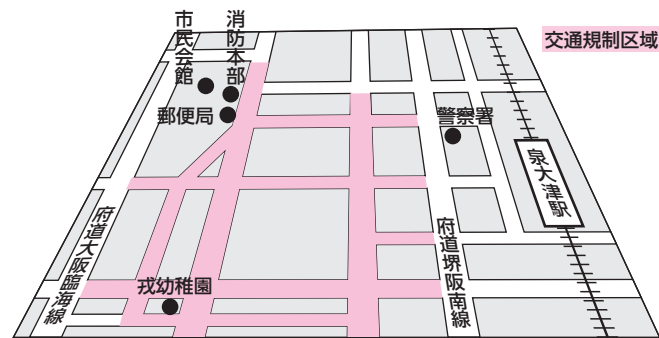 市民会館
消防本部
交通規制区域
郵便局
警察署
泉大津駅
府道大阪臨海線
府道堺阪南線
戎幼稚園